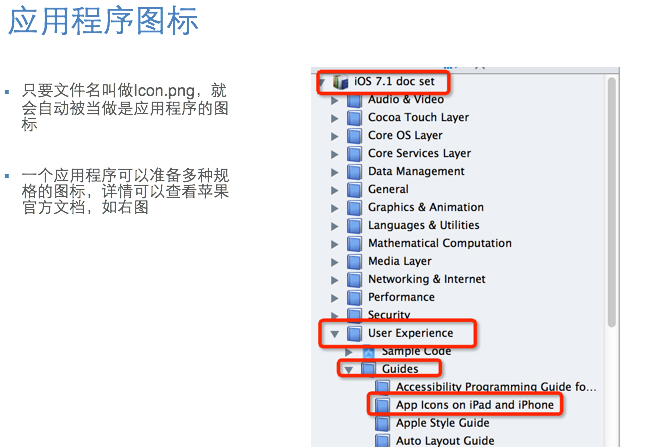 应用程序图标
只要文件名叫做Icon.png，就
会自动被当做是应用程序的图
标
一个应用程序可以准备多种规
格的图标，详情可以查看苹果
官方文档，如右图
iOS 7.1 doc set
Audio & Video
Cocoa Touch Layer
Core OS Layer
Core Services Layer
Data Management
General
Graphics & Animation
Languages & Utilities
Mathematical Computation
Media Layer
Networking & Internet
Performance
Security
User Experience
Sample Code
Guides
Accessibility Programming Guide fo...
App Icons on iPad and iPhone
Apple Style Guide
Auto Layout Guide